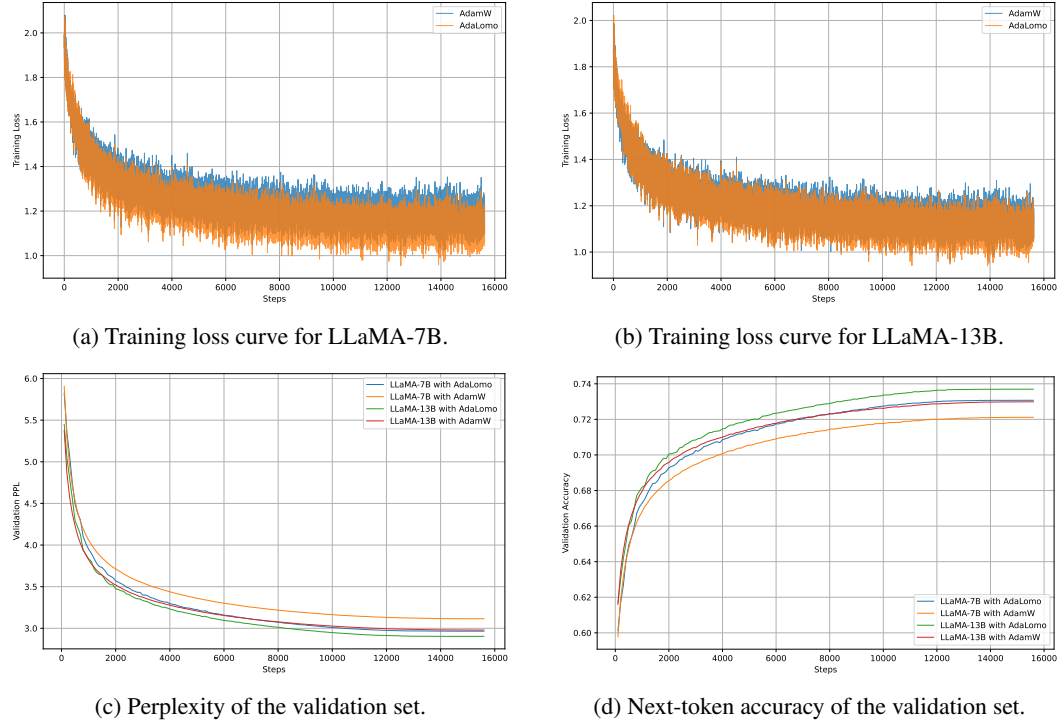 2.0
1.8
1.6
1.4
1.2
1.0
Training Loss
AdamW
AdaLomo
0 2000 4000 6000 8000 10000 12000 14000 16000
Steps
(a) Training loss curve for LLaMA-7B.
2.0
1.8
1.6
1.4
1.2
1.0
Training Loss
AdamW
AdaLomo
0 2000 4000 6000 8000 10000 12000 14000 16000
Steps
(b) Training loss curve for LLaMA-13B.
6.0
5.5
5.0
4.5
4.0
3.5
3.0
Validation PPL
LLaMA-7B with AdaLomo
LLaMA-7B with AdamW
LLaMA-13B with AdaLomo
LLaMA-13B with AdamW
0 2000 4000 6000 8000 10000 12000 14000 16000
Steps
(c) Perplexity of the validation set.
0.74
0.72
0.70
0.68
0.66
0.64
0.62
0.60
Validation Accuracy
LLaMA-7B with AdaLomo
LLaMA-7B with AdamW
LLaMA-13B with AdaLomo
LLaMA-13B with AdamW
0 2000 4000 6000 8000 10000 12000 14000 16000
Steps
(d) Next-token accuracy of the validation set.